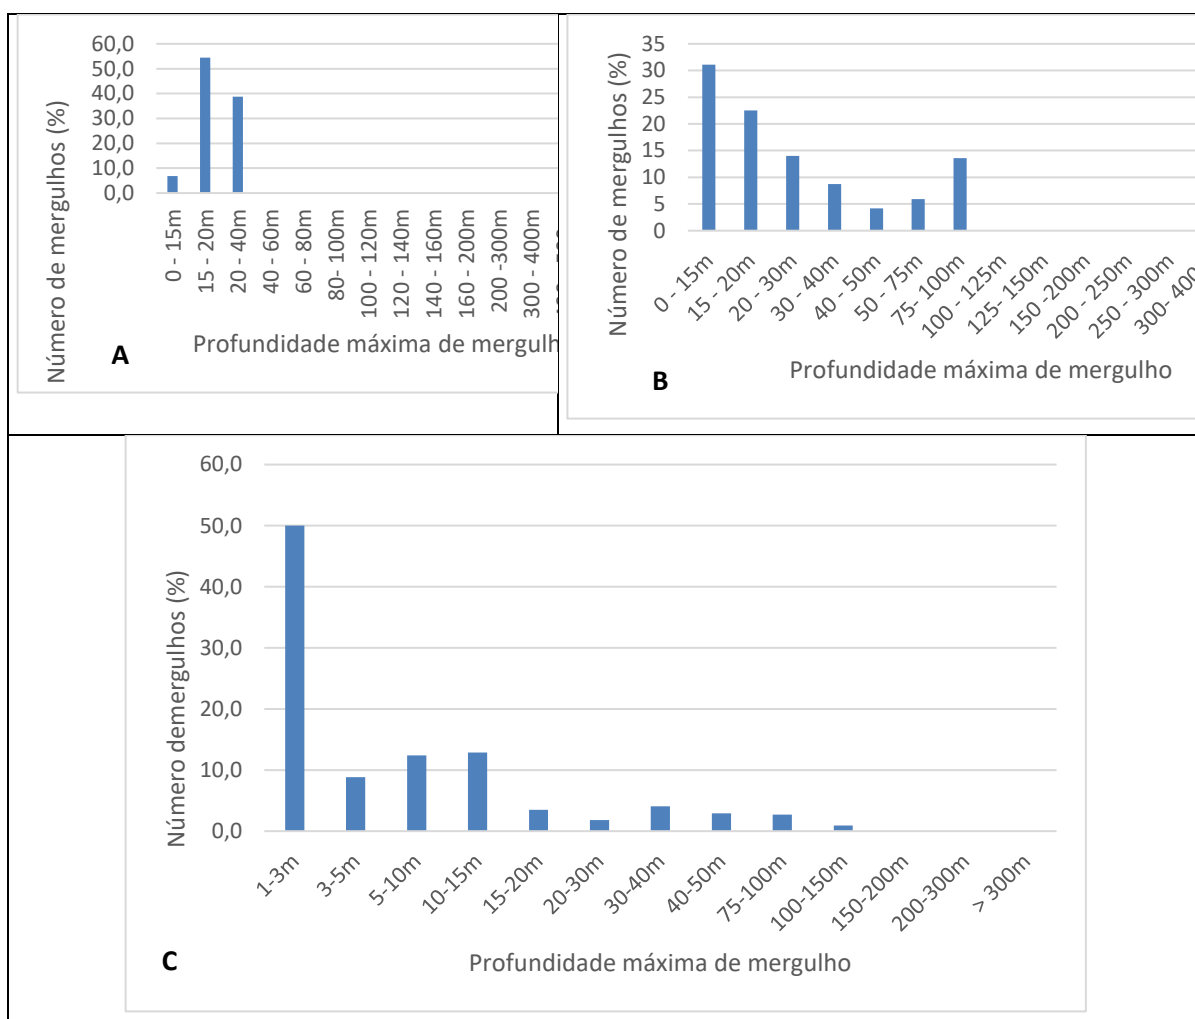 60,0
50,0
40,0
30,0
20,0
10,0
0,0
Número de mergulhos (%)
0 - 15m
15 - 20m
20 - 40m
40 - 60m
60 - 80m
80- 100m
100 - 120m
120 - 140m
140 - 160m
160 - 200m
200 -300m
300 - 400m
Profundidade máxima de mergulh
A
35
30
25
20
15
10
5
0
Número de mergulhos (%)
0 - 15m
15 - 20m
20 - 30m
30 - 40m
40 - 50m
50 - 75m
75- 100m
100 - 125m
125- 150m
150 -200m
200 - 250m
250 - 300m
300- 400
Profundidade máxima de mergulho
B
60,0
50,0
40,0
30,0
20,0
10,0
0,0
Número demergulhos (%)
1-3m
3-5m
5-10m
10-15m
15-20m
20-30m
30-40m
40-50m
75-100m
100-150m
150-200m
200-300m
> 300m
Profundidade máxima de mergulho
C